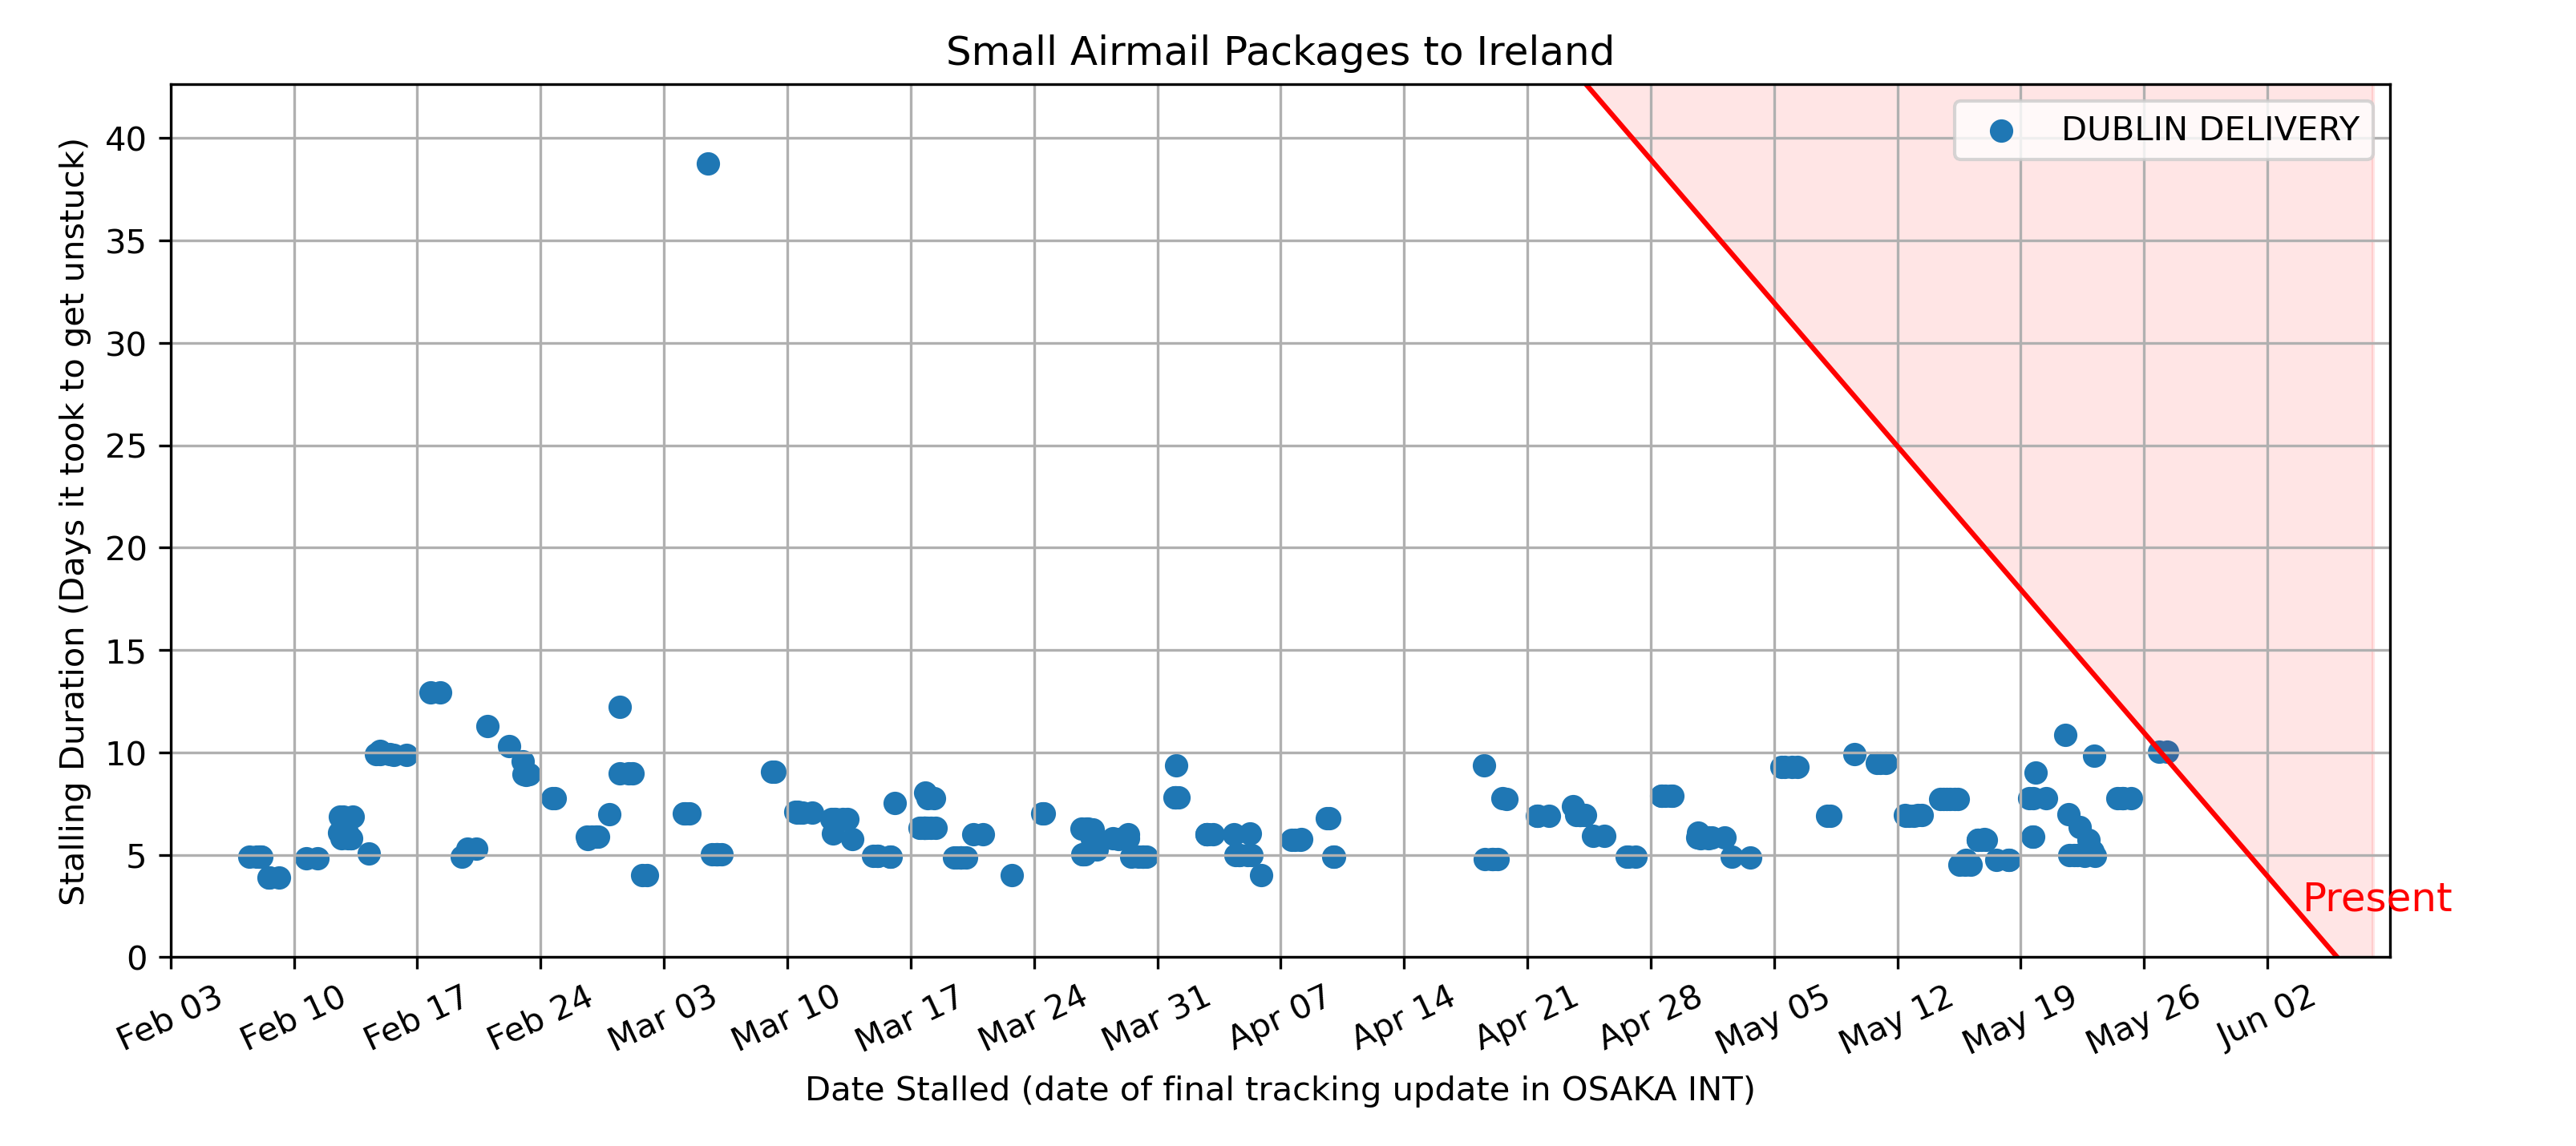 Small Airmail Packages to Ireland
DUBLIN DELIVERY
Stalling Duration (Days it took to get unstuck)
40
35
30
25
20
15
10
5
0
Present
Feb 03
Feb 10
Feb 17
Feb 24
Mar 03
Mar 10
Mar 17
Mar 24
Mar 31
Apr 07
Apr 14
Apr 21
Apr 28
May 05
May 12
May 19
May 26
Jun 02
Date Stalled (date of final tracking update in OSAKA INT)